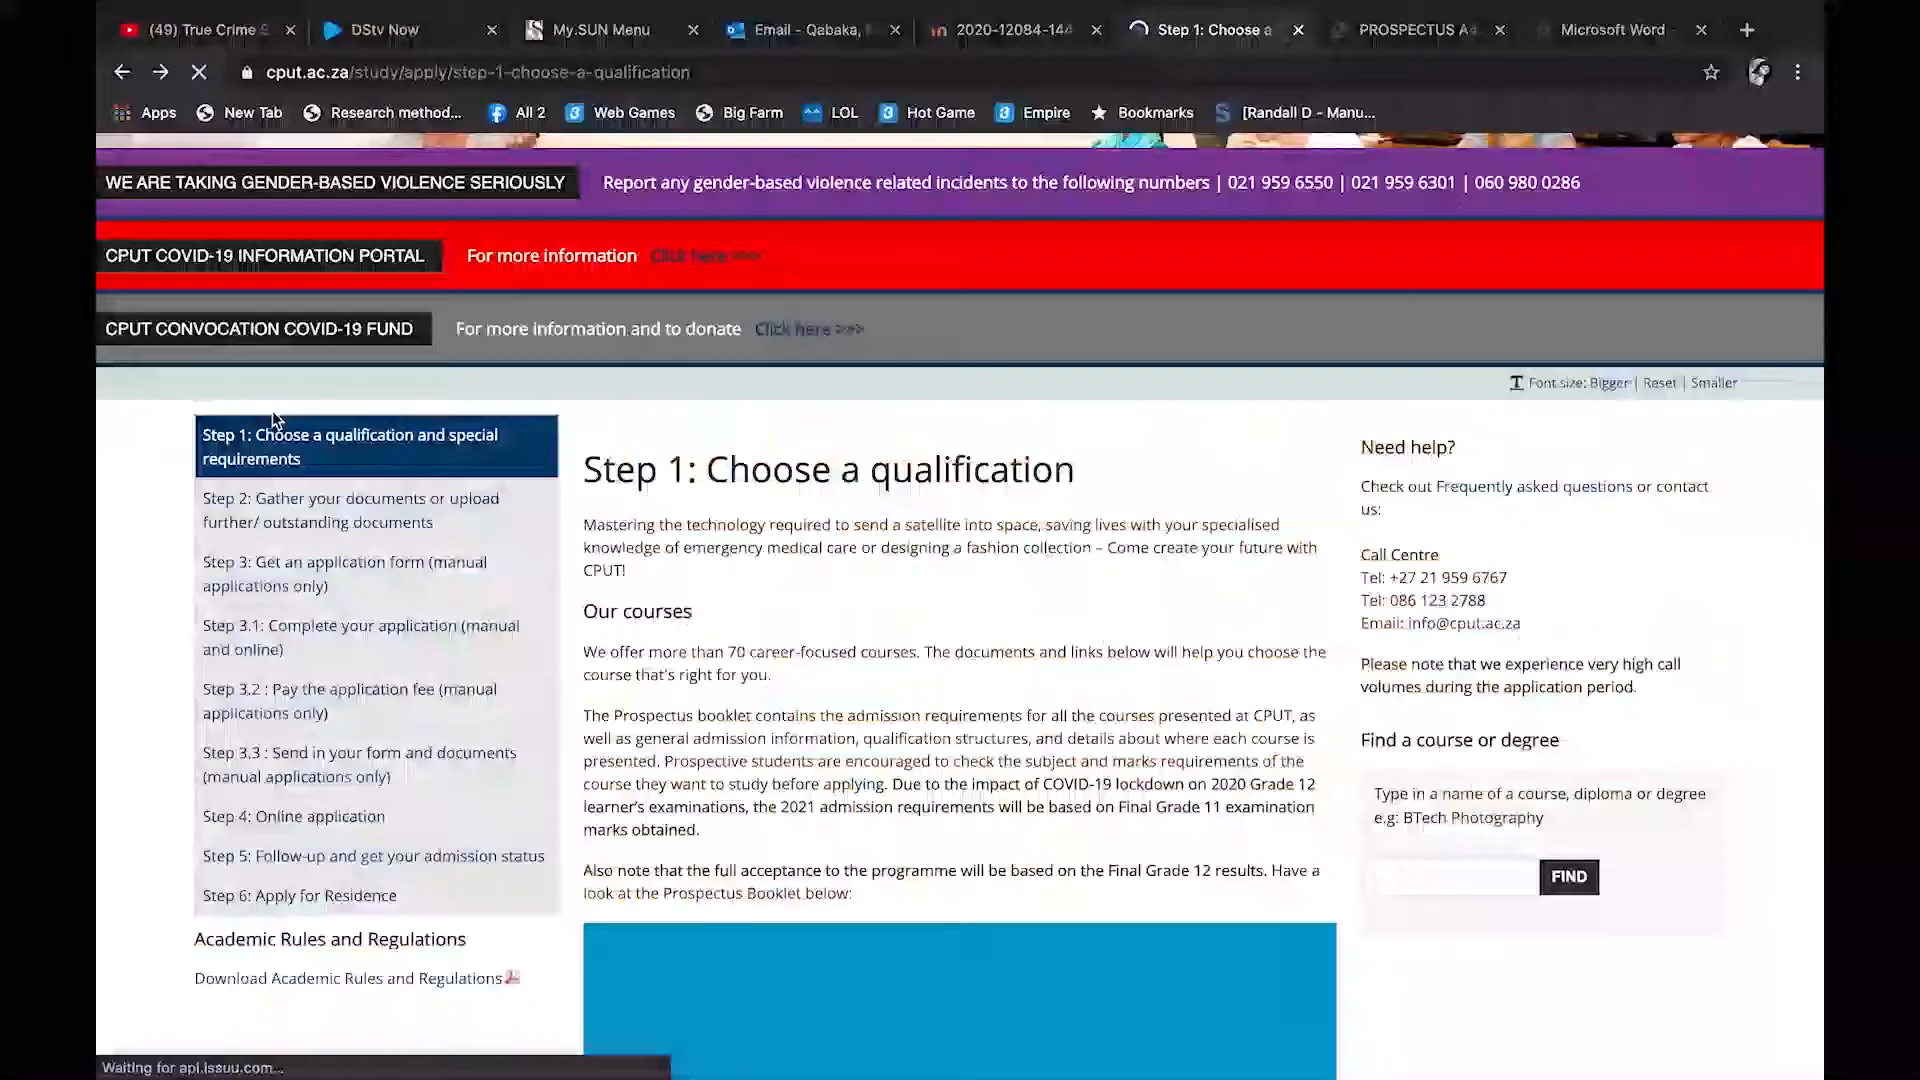 (49) True Crime S
DStv Now
My.SUN Menu
Email - Qabaka,
2020-12084-144
Step 1: Choose a
PROSPECTUS A
Microsoft Word
cput.ac.za/study/apply/step-1-choose-a-qualification
Apps
New Tab
Research method...
All 2
Web Games
Big Farm
LOL
Hot Game
Empire
Bookmarks
[Randall D - Manu...
WE ARE TAKING GENDER-BASED VIOLENCE SERIOUSLY
Report any gender-based violence related incidents to the following numbers | 021 959 6550 | 021 959 6301 | 060 980 0286
CPUT COVID-19 INFORMATION PORTAL
For more information Click here >>>
CPUT CONVOCATION COVID-19 FUND
For more information and to donate Click here >>>
Font size: Bigger | Reset | Smaller
Step 1: Choose a qualification and special
requirements
Step 2: Gather your documents or upload
further/ outstanding documents
Step 3: Get an application form (manual
applications only)
Step 3.1: Complete your application (manual
and online)
Step 3.2 : Pay the application fee (manual
applications only)
Step 3.3 : Send in your form and documents
(manual applications only)
Step 4: Online application
Step 5: Follow-up and get your admission status
Step 6: Apply for Residence
Academic Rules and Regulations
Download Academic Rules and Regulations
Step 1: Choose a qualification
Mastering the technology required to send a satellite into space, saving lives with your specialised
knowledge of emergency medical care or designing a fashion collection – Come create your future with
CPUT!
Our courses
We offer more than 70 career-focused courses. The documents and links below will help you choose the
course that's right for you.
The Prospectus booklet contains the admission requirements for all the courses presented at CPUT, as
well as general admission information, qualification structures, and details about where each course is
presented. Prospective students are encouraged to check the subject and marks requirements of the
course they want to study before applying. Due to the impact of COVID-19 lockdown on 2020 Grade 12
learner's examinations, the 2021 admission requirements will be based on Final Grade 11 examination
marks obtained.
Also note that the full acceptance to the programme will be based on the Final Grade 12 results. Have a
look at the Prospectus Booklet below:
Need help?
Check out Frequently asked questions or contact
us:
Call Centre
Tel: +27 21 959 6767
Tel: 086 123 2788
Email: info@cput.ac.za
Please note that we experience very high call
volumes during the application period.
Find a course or degree
Type in a name of a course, diploma or degree
e.g: BTech Photography
FIND
Waiting for api.issuu.com...